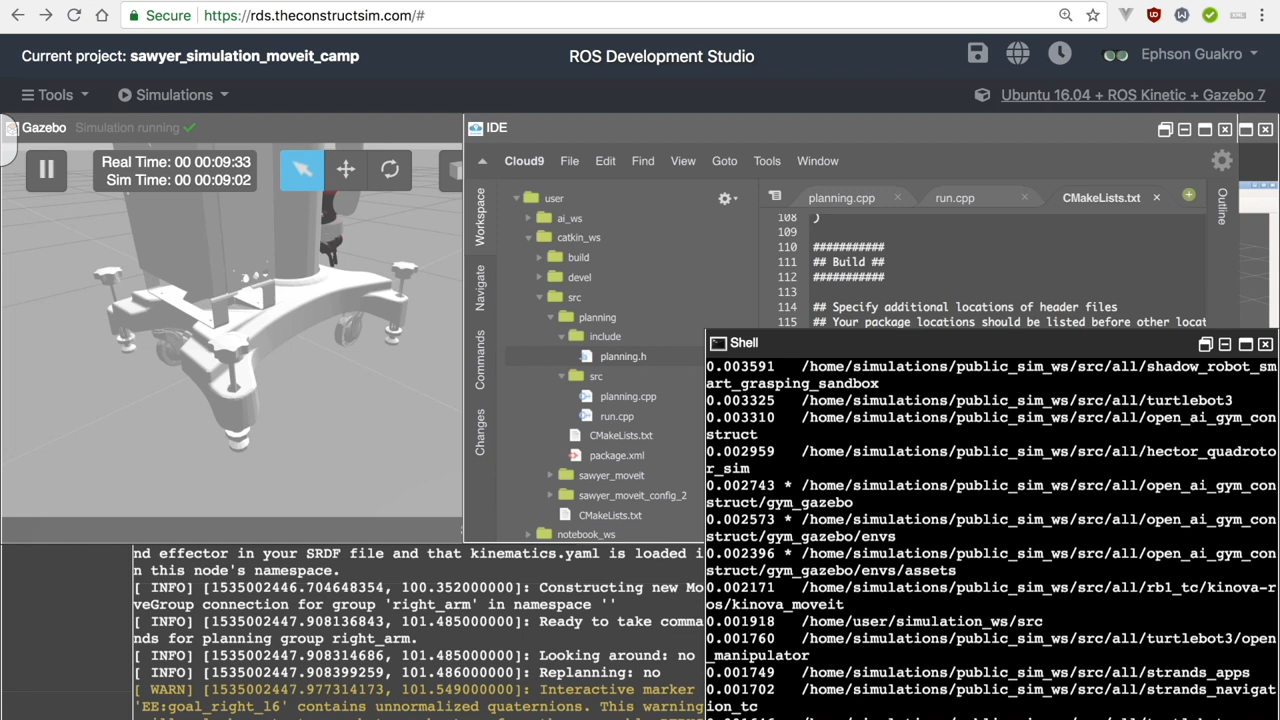 Secure https://rds.theconstructsim.com/#
Current project: sawyer_simulation_moveit_camp
ROS Development Studio
Ephson Guakro
Tools
Simulations
Ubuntu 16.04 + ROS Kinetic + Gazebo 7
Gazebo Simulation running
Real Time: 00 00:09:33
Sim Time: 00 00:09:02
IDE
Cloud9 File Edit Find View Goto Tools Window
Workspace
Navigate
Commands
Changes
user
ai_ws
catkin_ws
build
devel
src
planning
include
planning.h
src
planning.cpp
run.cpp
CMakeLists.txt
package.xml
sawyer_moveit
sawyer_moveit_config_2
CMakeLists.txt
notebook_ws
planning.cpp run.cpp CMakeLists.txt
Outline
108 )
109
110 ###########
111 ## Build ##
112 ###########
113
114 ## Specify additional locations of header files
115 ## Your package locations should be listed before other locat
nd effector in your SRDF file and that kinematics.yaml is loaded i
n this node's namespace.
[ INFO] [1535002446.704648354, 100.352000000]: Constructing new Mo
veGroup connection for group 'right_arm' in namespace ''
[ INFO] [1535002447.908136843, 101.485000000]: Ready to take comma
nds for planning group right_arm.
[ INFO] [1535002447.908314686, 101.485000000]: Looking around: no
[ INFO] [1535002447.908399259, 101.486000000]: Replanning: no
[ WARN] [1535002447.977314173, 101.549000000]: Interactive marker
'EE:goal_right_l6' contains unnormalized quaternions. This warning
Shell
0.003591 /home/simulations/public_sim_ws/src/all/shadow_robot_sm
art_grasping_sandbox
0.003325 /home/simulations/public_sim_ws/src/all/turtlebot3
0.003310 /home/simulations/public_sim_ws/src/all/open_ai_gym_con
struct
0.002959 /home/simulations/public_sim_ws/src/all/hector_quadroto
r_sim
0.002743 * /home/simulations/public_sim_ws/src/all/open_ai_gym_con
struct/gym_gazebo
0.002573 * /home/simulations/public_sim_ws/src/all/open_ai_gym_con
struct/gym_gazebo/envs
0.002396 * /home/simulations/public_sim_ws/src/all/open_ai_gym_con
struct/gym_gazebo/envs/assets
0.002171 /home/simulations/public_sim_ws/src/all/rb1_tc/kinova-r
os/kinova_moveit
0.001918 /home/user/simulation_ws/src
0.001760 /home/simulations/public_sim_ws/src/all/turtlebot3/open
_manipulator
0.001749 /home/simulations/public_sim_ws/src/all/strands_apps
0.001702 /home/simulations/public_sim_ws/src/all/strands_navigat
ion_tc